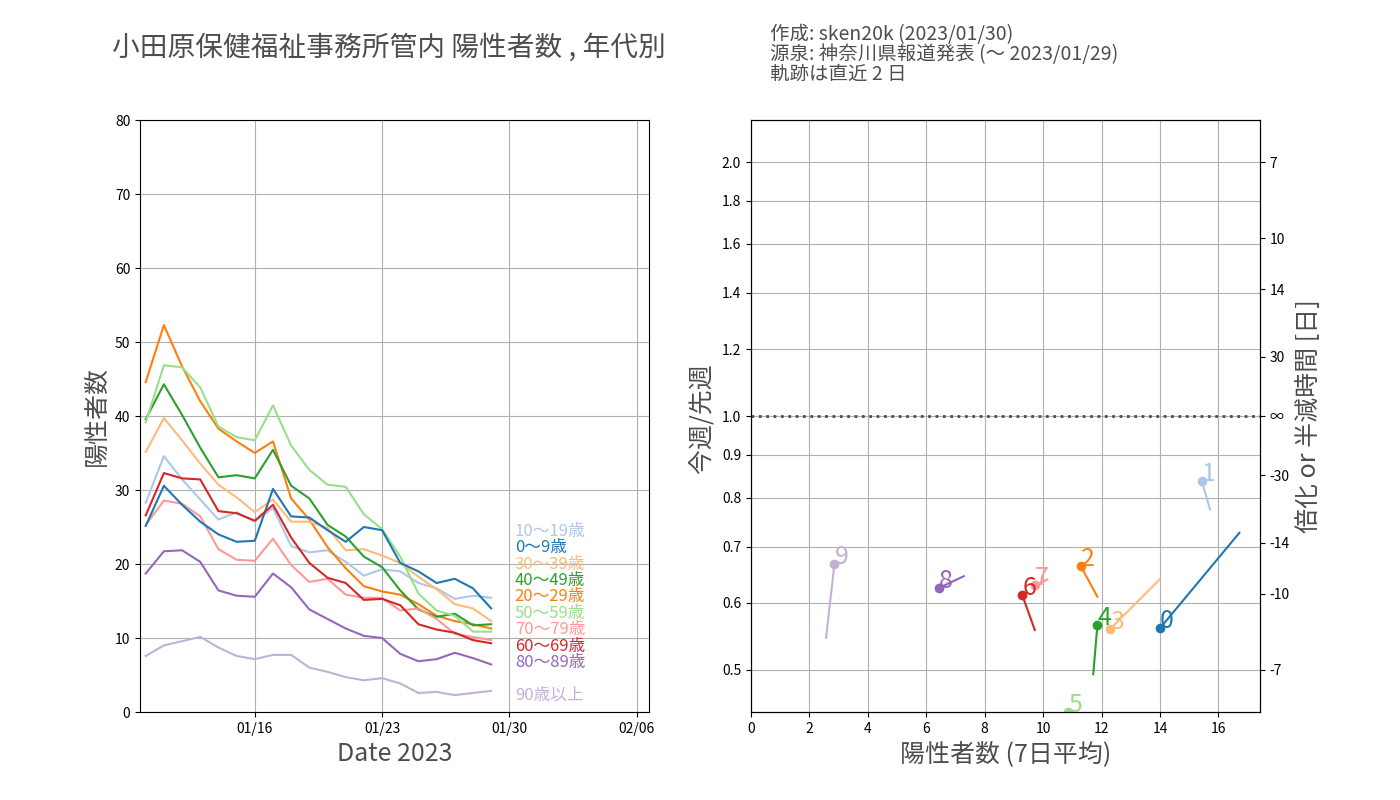 小田原保健福祉事務所管内 陽性者数 , 年代別
作成: sken20k (2023/01/30)
源泉: 神奈川県報道発表 (～ 2023/01/29)
軌跡は直近 2 日
陽性者数
80
70
60
50
40
30
20
10
0
10～19歳
0～9歳
30～39歳
40～49歳
20～29歳
50～59歳
70～79歳
60～69歳
80～89歳
90歳以上
01/16
01/23
01/30
02/06
Date 2023
今週/先週
2.0
1.8
1.6
1.4
1.2
1.0
0.9
0.8
0.7
0.6
0.5
1
9
2
7
8
6
4
3
0
5
7
10
14
30
∞
-30
-14
-10
-7
倍化 or 半減時間 [日]
0
2
4
6
8
10
12
14
16
陽性者数 (7日平均)